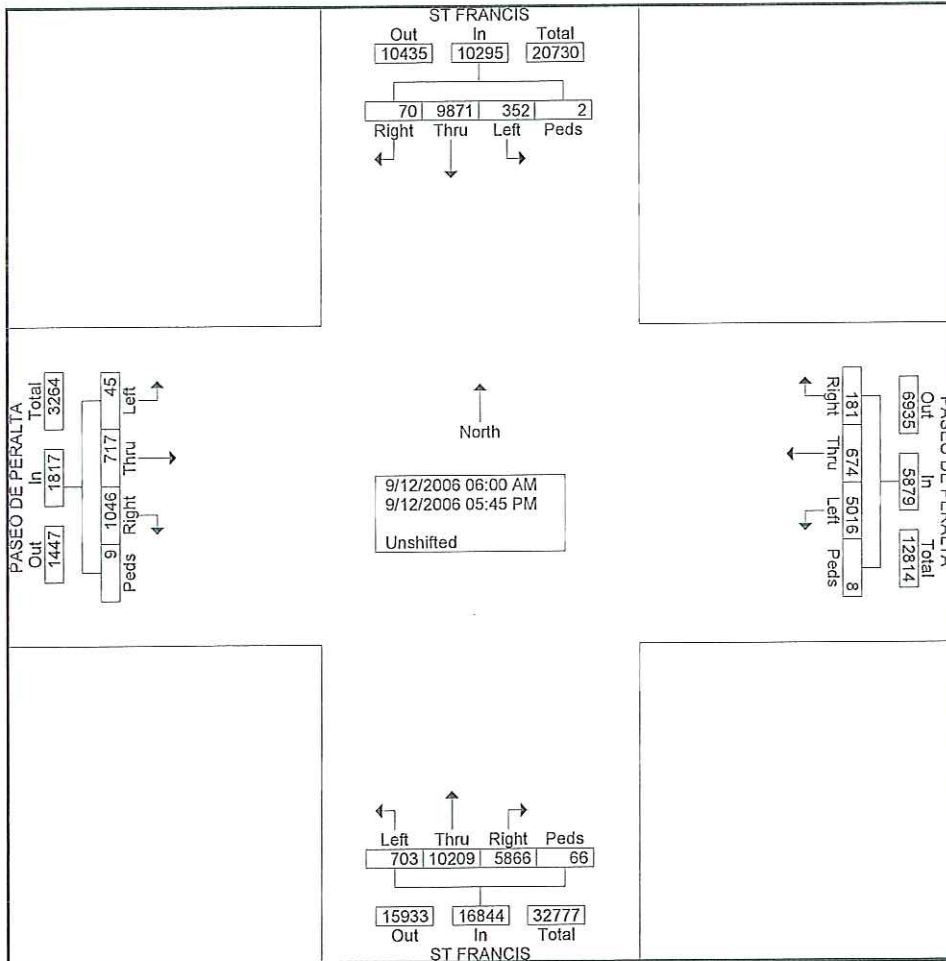 ST FRANCIS
Out In Total
10435 10295 20730
70 9871 352 2
Right Thru Left Peds
PASEO DE PERALTA
Total In Out
3264 1817 1447
45 717 1046 9
Left Thru Right Peds
North
9/12/2006 06:00 AM
9/12/2006 05:45 PM
Unshifted
Right Thru Left Peds
181 674 5016 8
6935 5879 12814
Out In Total
PASEO DE PERALTA
Left Thru Right Peds
703 10209 5866 66
15933 16844 32777
Out In Total
ST FRANCIS